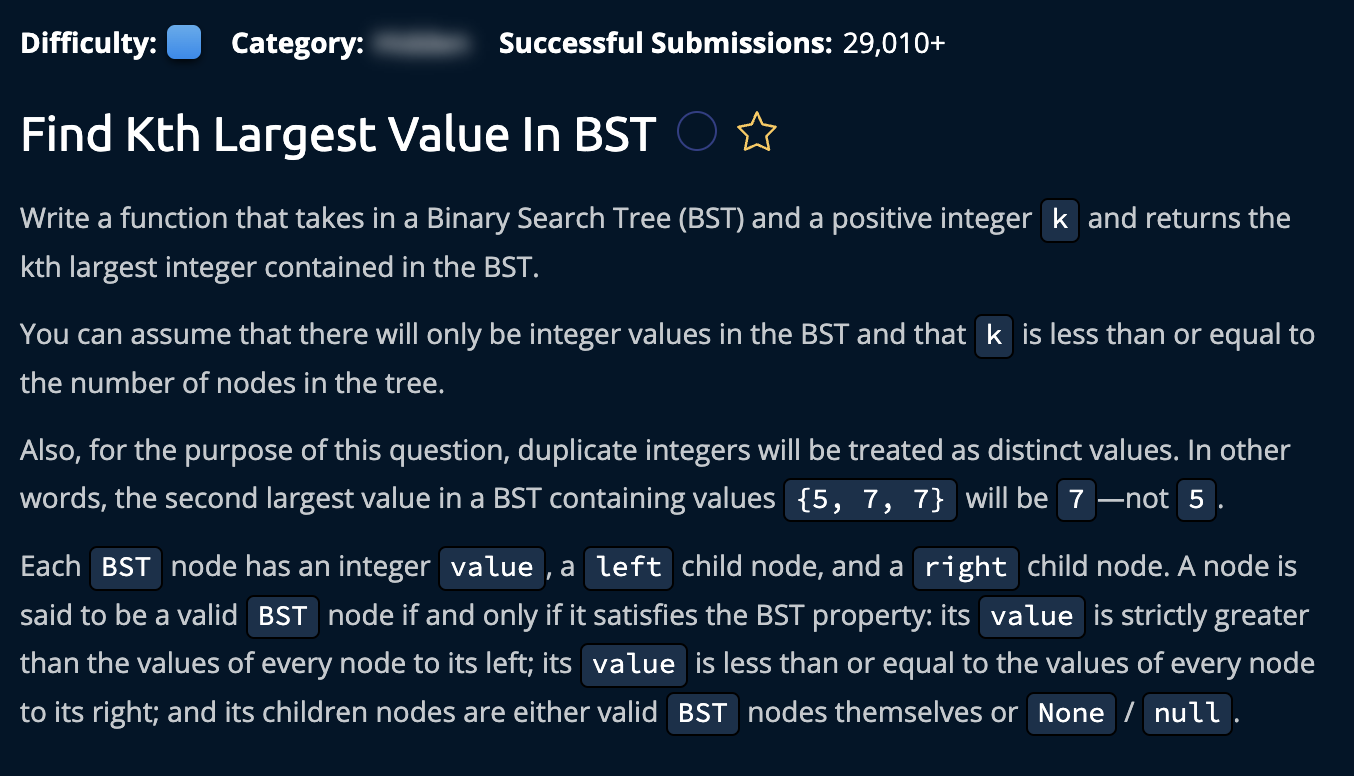 Difficulty: Category: Successful Submissions: 29,010+
Find Kth Largest Value In BST
Write a function that takes in a Binary Search Tree (BST) and a positive integer k and returns the
kth largest integer contained in the BST.
You can assume that there will only be integer values in the BST and that k is less than or equal to
the number of nodes in the tree.
Also, for the purpose of this question, duplicate integers will be treated as distinct values. In other
words, the second largest value in a BST containing values {5, 7, 7} will be 7—not 5.
Each BST node has an integer value, a left child node, and a right child node. A node is
said to be a valid BST node if and only if it satisfies the BST property: its value is strictly greater
than the values of every node to its left; its value is less than or equal to the values of every node
to its right; and its children nodes are either valid BST nodes themselves or None / null.